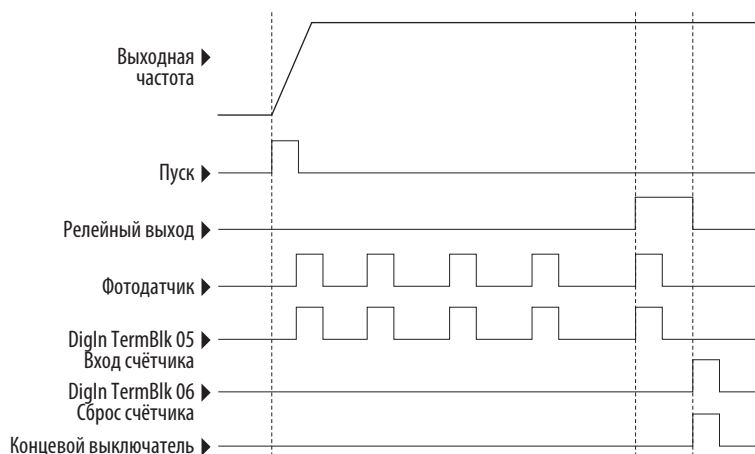 Выходная
частота
Пуск
Релейный выход
Фотодатчик
DigIn TermBlk 05
Вход счётчика
DigIn TermBlk 06
Сброс счётчика
Концевой выключатель